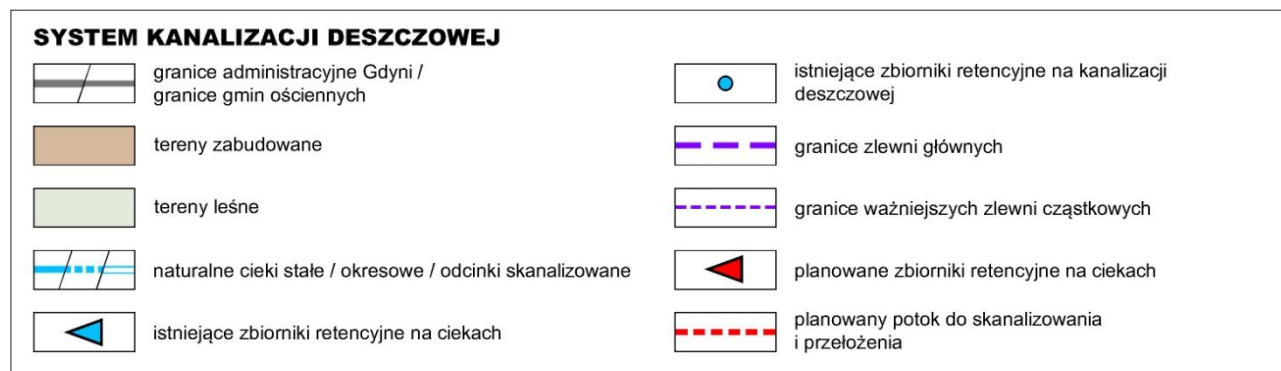 SYSTEM KANALIZACJI DESZCZOWEJ
granice administracyjne Gdyni /
granice gmin ościennych
tereny zabudowane
tereny leśne
naturalne cieki stałe / okresowe / odcinki skanalizowane
istniejące zbiorniki retencyjne na ciekach
istniejące zbiorniki retencyjne na kanalizacji
deszczowej
granice zlewni głównych
granice ważniejszych zlewni cząstkowych
planowane zbiorniki retencyjne na ciekach
planowany potok do skanalizowania
i przełożenia